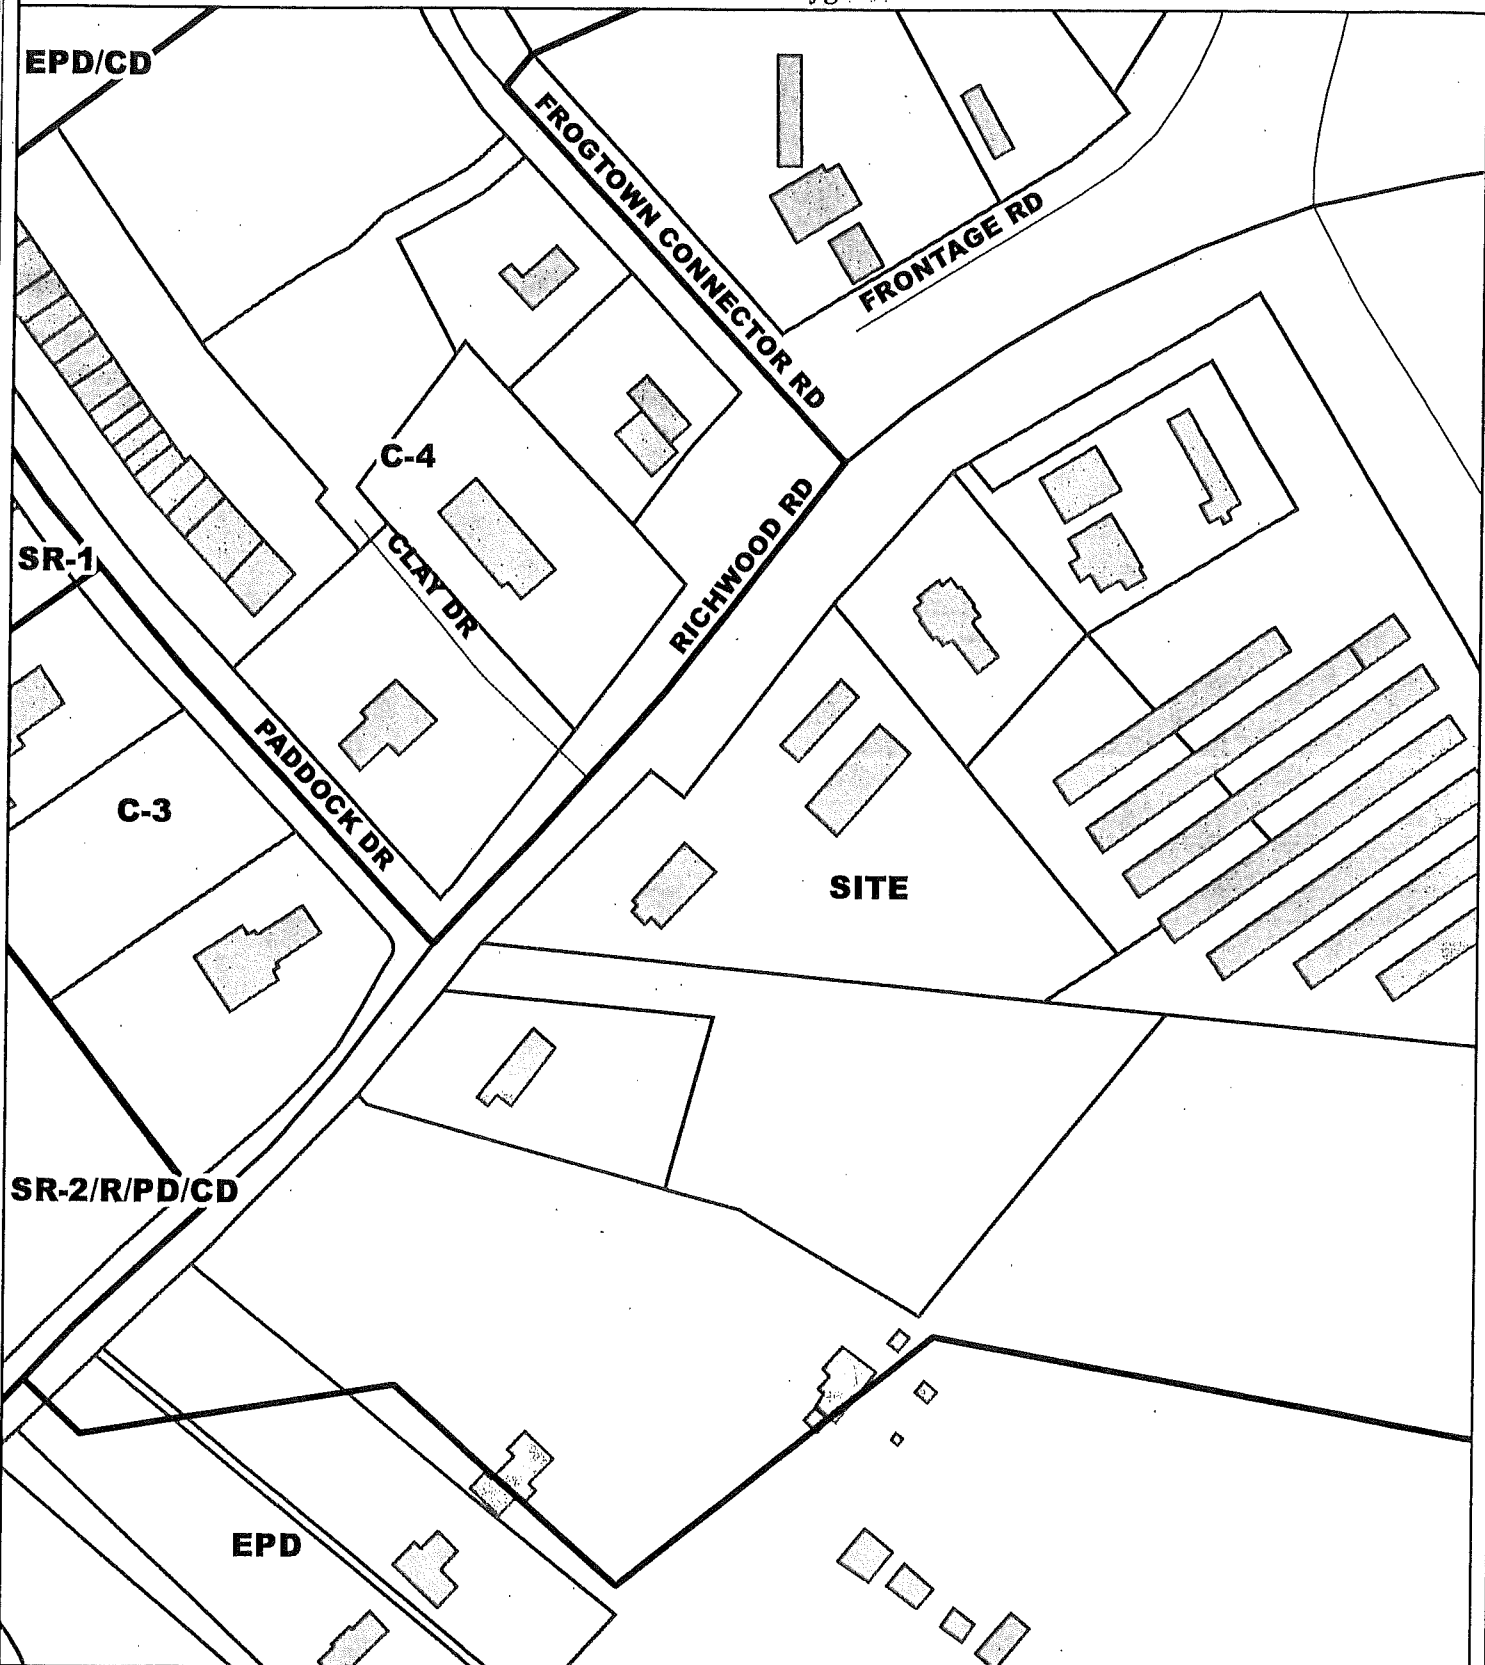 EPD/CD
FROGTOWN CONNECTOR RD
FRONTAGE RD
C-4
RICHWOOD RD
CLAY DR
SR-1
PADDOCK DR
C-3
SITE
SR-2/R/PD/CD
EPD